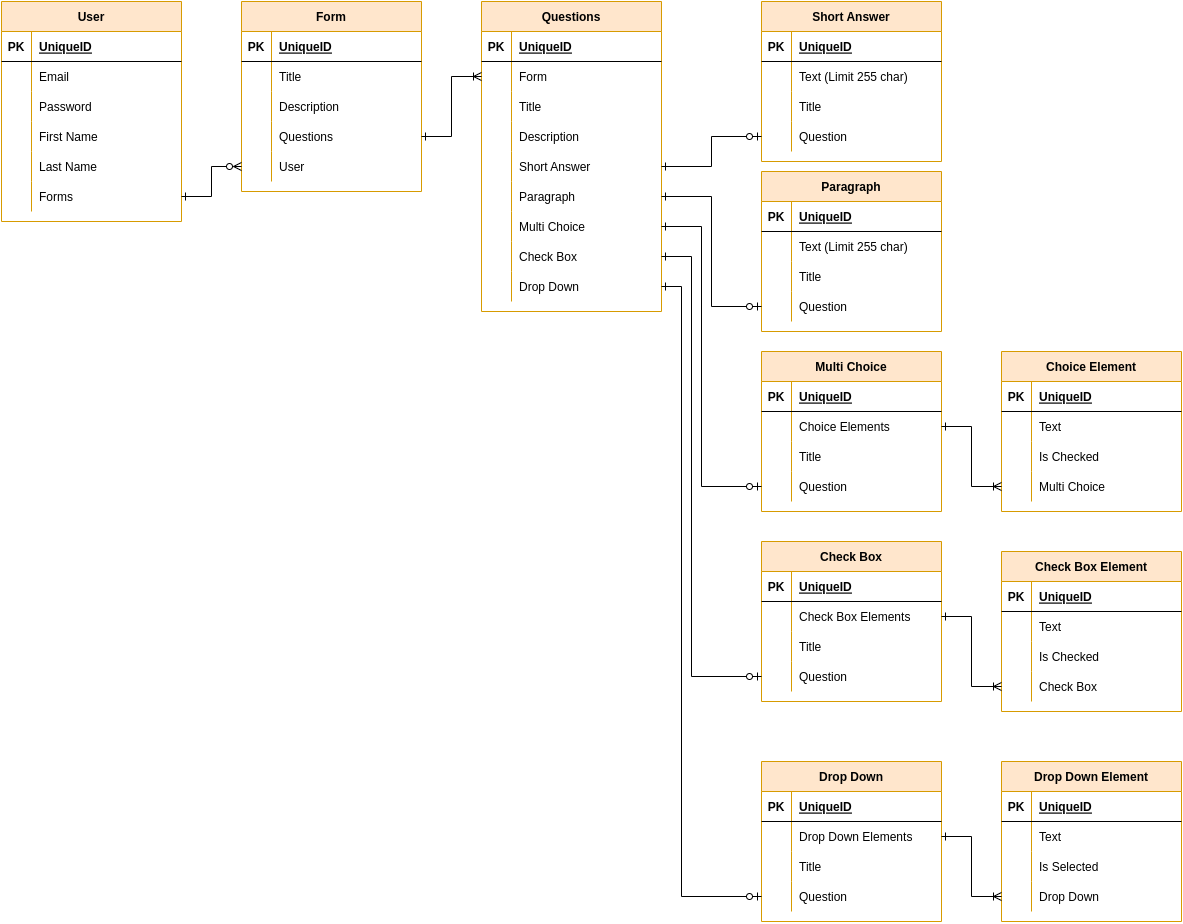 User
PK UniqueID
Email
Password
First Name
Last Name
Forms
Form
PK UniqueID
Title
Description
Questions
User
Questions
PK UniqueID
Form
Title
Description
Short Answer
Paragraph
Multi Choice
Check Box
Drop Down
Short Answer
PK UniqueID
Text (Limit 255 char)
Title
Question
Paragraph
PK UniqueID
Text (Limit 255 char)
Title
Question
Multi Choice
PK UniqueID
Choice Elements
Title
Question
Choice Element
PK UniqueID
Text
Is Checked
Multi Choice
Check Box
PK UniqueID
Check Box Elements
Title
Question
Check Box Element
PK UniqueID
Text
Is Checked
Check Box
Drop Down
PK UniqueID
Drop Down Elements
Title
Question
Drop Down Element
PK UniqueID
Text
Is Selected
Drop Down